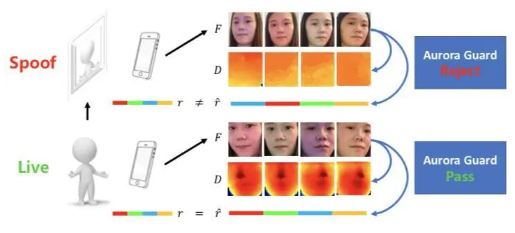 F
Spoof
D
r ≠ r̂
Aurora Guard
Reject
F
Live
D
r = r̂
Aurora Guard
Pass